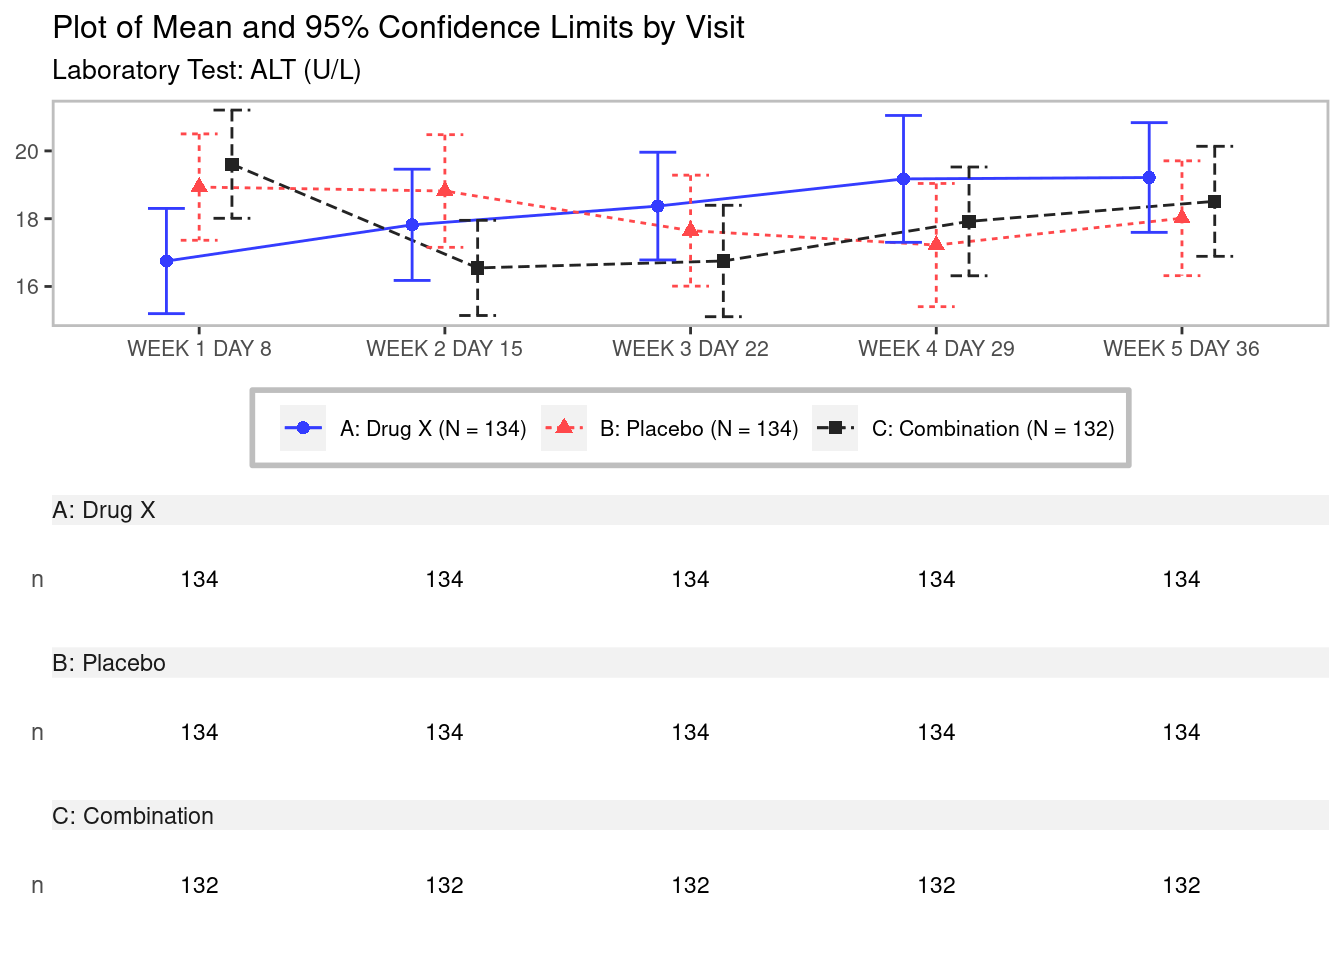 Plot of Mean and 95% Confidence Limits by Visit
Laboratory Test: ALT (U/L)
20
18
16
WEEK 1 DAY 8 WEEK 2 DAY 15 WEEK 3 DAY 22 WEEK 4 DAY 29 WEEK 5 DAY 36
A: Drug X (N = 134) B: Placebo (N = 134) C: Combination (N = 132)
A: Drug X
n 134 134 134 134 134
B: Placebo
n 134 134 134 134 134
C: Combination
n 132 132 132 132 132